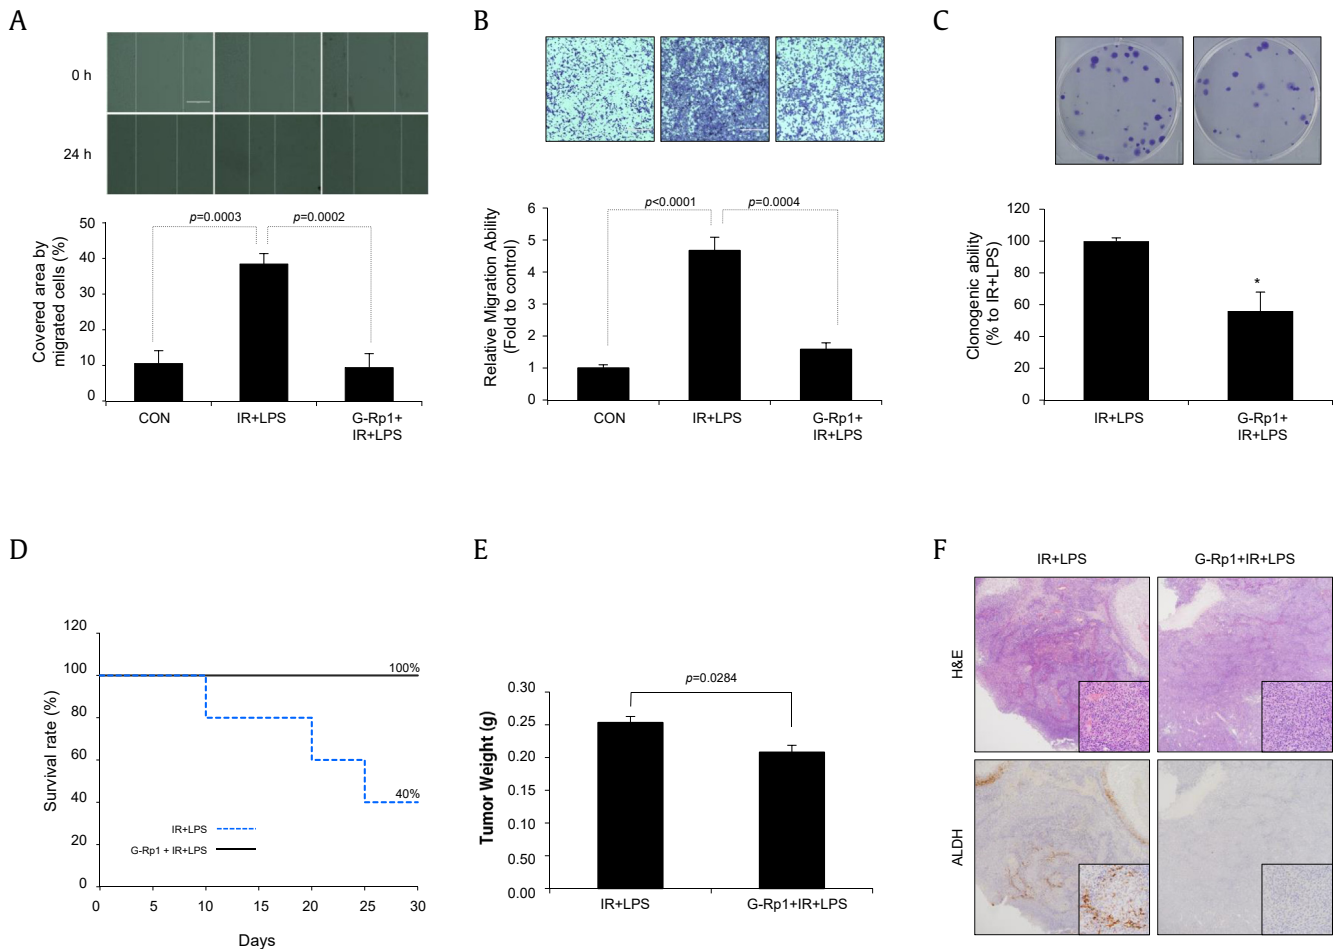 A
0 h
24 h
p=0.0003
p=0.0002
50
40
30
20
10
0
Covered area by
migrated cells (%)
CON
IR+LPS
G-Rp1+
IR+LPS
B
p<0.0001
p=0.0004
6
5
4
3
2
1
0
Relative Migration Ability
(Fold to control)
CON
IR+LPS
G-Rp1+
IR+LPS
C
120
100
80
60
40
20
0
Clonogenic ability
(% to IR+LPS)
*
IR+LPS
G-Rp1+
IR+LPS
D
120
100
80
60
40
20
0
Survival rate (%)
100%
40%
IR+LPS
G-Rp1 + IR+LPS
0 5 10 15 20 25 30
Days
E
p=0.0284
0.30
0.25
0.20
0.15
0.10
0.50
0.00
Tumor Weight (g)
IR+LPS
G-Rp1+IR+LPS
F
IR+LPS
G-Rp1+IR+LPS
H&E
ALDH